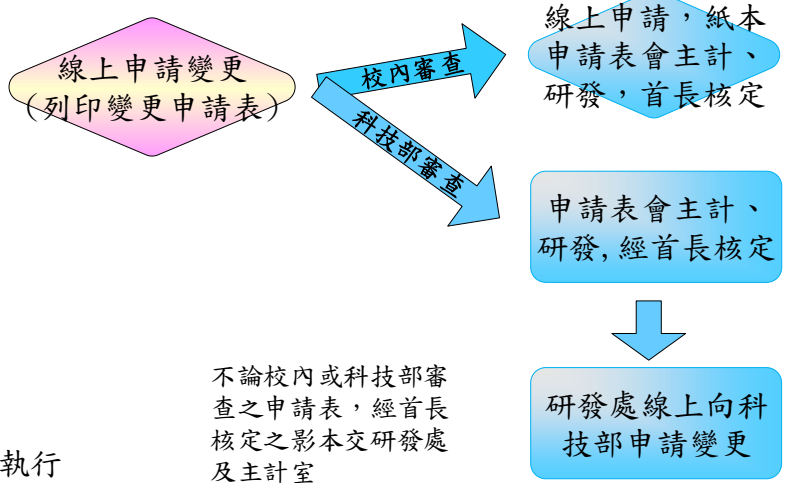 線上申請變更
(列印變更申請表)
校內審查
線上申請，紙本
申請表會主計、
研發，首長核定
科技部審查
申請表會主計、
研發,經首長核定
不論校內或科技部審
查之申請表，經首長
核定之影本交研發處
及主計室
研發處線上向科
技部申請變更
執行